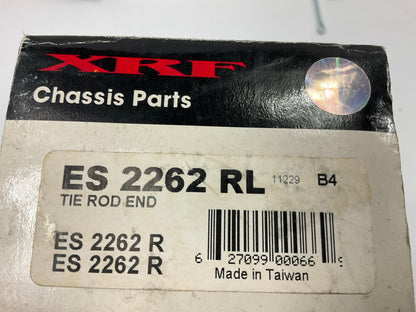 XRF
Chassis Parts
ES 2262 RL 11229 B4
TIE ROD END
ES 2262 R
ES 2262 R
6 27099 00066 9
Made in Taiwan